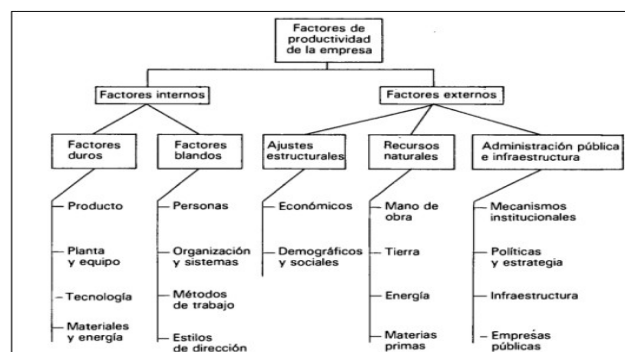 Factores de
productividad
de la empresa
Factores internos
Factores externos
Factores
duros
Factores
blandos
Ajustes
estructurales
Recursos
naturales
Administración pública
e infraestructura
Producto
Planta
y equipo
Tecnología
Materiales
y energía
Personas
Organización
y sistemas
Métodos
de trabajo
Estilos
de dirección
Económicos
Demográficos
y sociales
Mano de
obra
Tierra
Energía
Materias
primas
Mecanismos
institucionales
Políticas
y estrategia
Infraestructura
Empresas
públicas